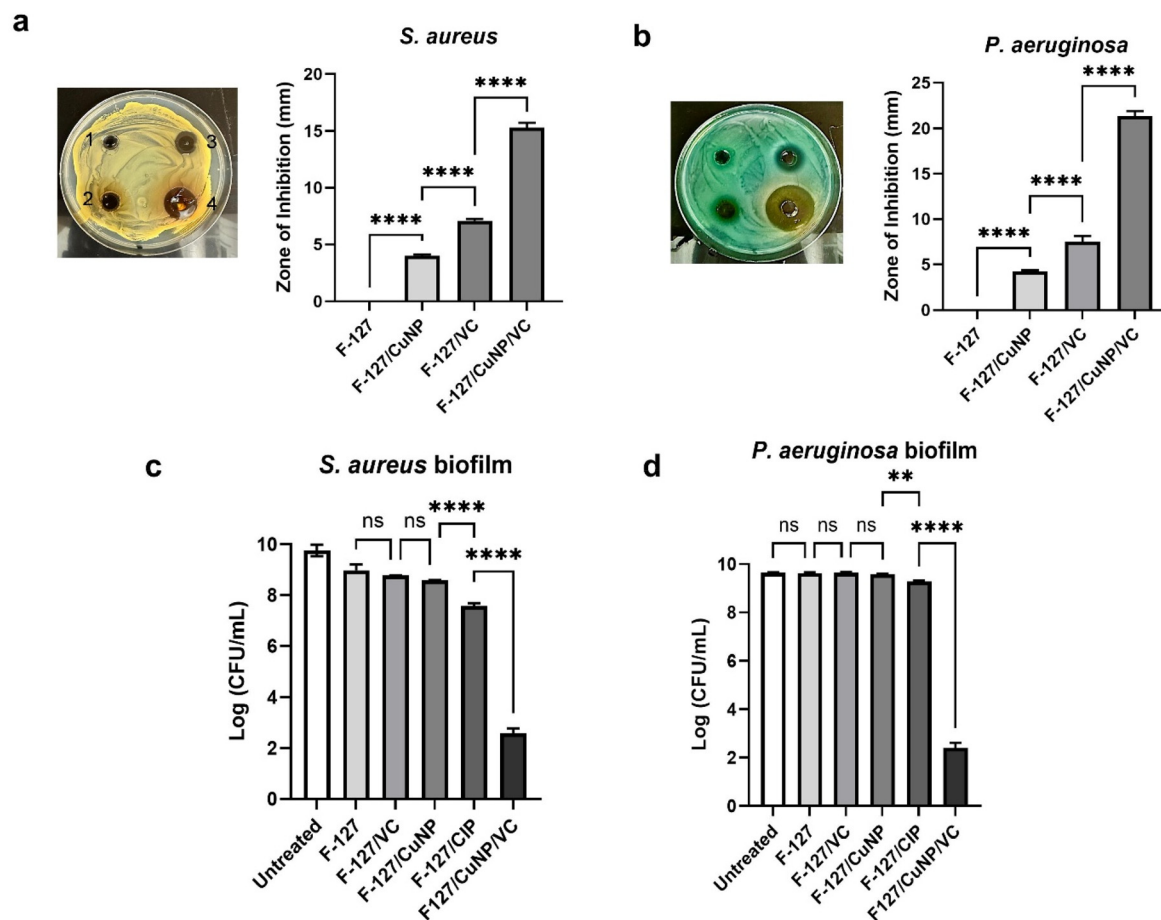 a
S. aureus
1
2
3
4
Zone of Inhibition (mm)
20
15
10
5
0
****
****
****
F-127
F-127/CuNP
F-127/VC
F-127/CuNP/VC
b
P. aeruginosa
Zone of Inhibition (mm)
25
20
15
10
5
0
****
****
****
F-127
F-127/CuNP
F-127/VC
F-127/CuNP/VC
c
S. aureus biofilm
Log (CFU/mL)
10
8
6
4
2
0
ns
ns
****
****
Untreated
F-127
F-127/VC
F-127/CuNP
F-127/CIP
F127/CuNP/VC
d
P. aeruginosa biofilm
Log (CFU/mL)
10
8
6
4
2
0
ns
ns
ns
**
****
Untreated
F-127
F-127/VC
F-127/CuNP
F-127/CIP
F127/CuNP/VC